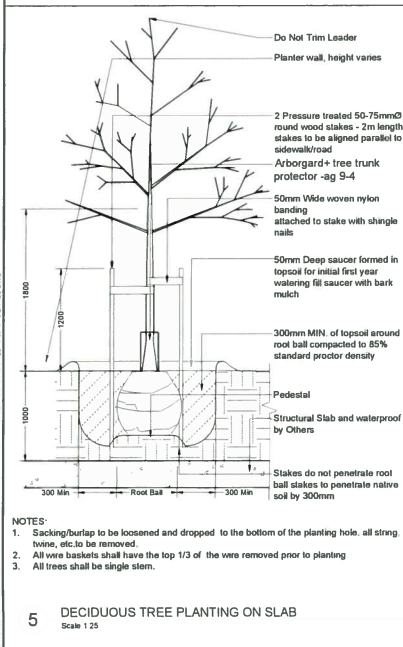 Do Not Trim Leader
Planter wall, height varies
2 Pressure treated 50-75mmØ
round wood stakes - 2m length
stakes to be aligned parallel to
sidewalk/road
Arborgard+ tree trunk
protector -ag 9-4
50mm Wide woven nylon
banding
attached to stake with shingle
nails
50mm Deep saucer formed in
topsoil for initial first year
watering fill saucer with bark
mulch
1800
1200
300mm MIN. of topsoil around
root ball compacted to 85%
standard proctor density
1000
Pedestal
Structural Slab and waterproof
by Others
Stakes do not penetrate root
ball stakes to penetrate native
soil by 300mm
300 Min
Root Ball
300 Min
NOTES:
1. Sacking/burlap to be loosened and dropped to the bottom of the planting hole. all string.
twine, etc.to be removed.
2. All wire baskets shall have the top 1/3 of the wire removed prior to planting
3. All trees shall be single stem.
5 DECIDUOUS TREE PLANTING ON SLAB
Scale 1 25